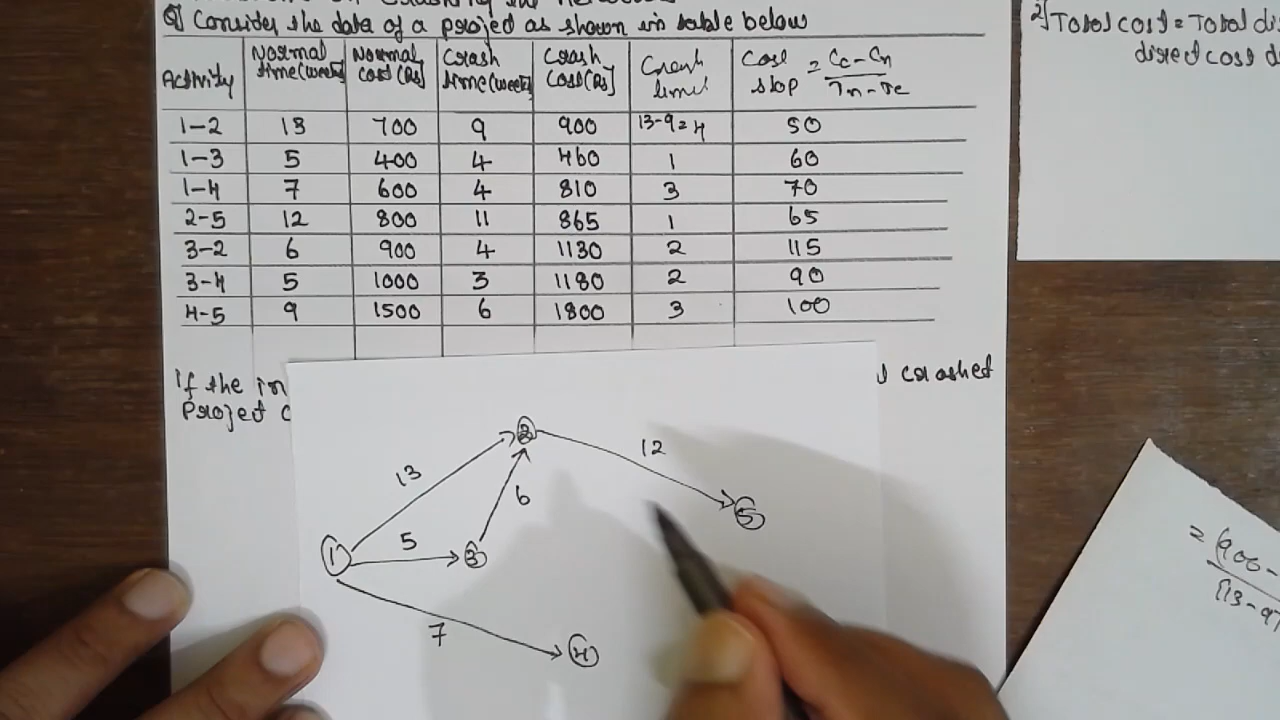 Q) Consider the data of a project as shown in table below
Activity Normal time(weeks) Normal cost(Rs) Crash time(weeks) Crash Cost(Rs) Crash limit Cost slop = Cc-Cn / Tn-Tc
1-2 13 700 9 900 13-9=4 50
1-3 5 400 4 460 1 60
1-4 7 600 4 810 3 70
2-5 12 800 11 865 1 65
3-2 6 900 4 1130 2 115
3-4 5 1000 3 1180 2 90
4-5 9 1500 6 1800 3 100
If the in
crashed
Project c
2) Total cost = Total di
direct cost d
13
2
12
6
5
1
5
3
7
4
= (900-
(13-9)